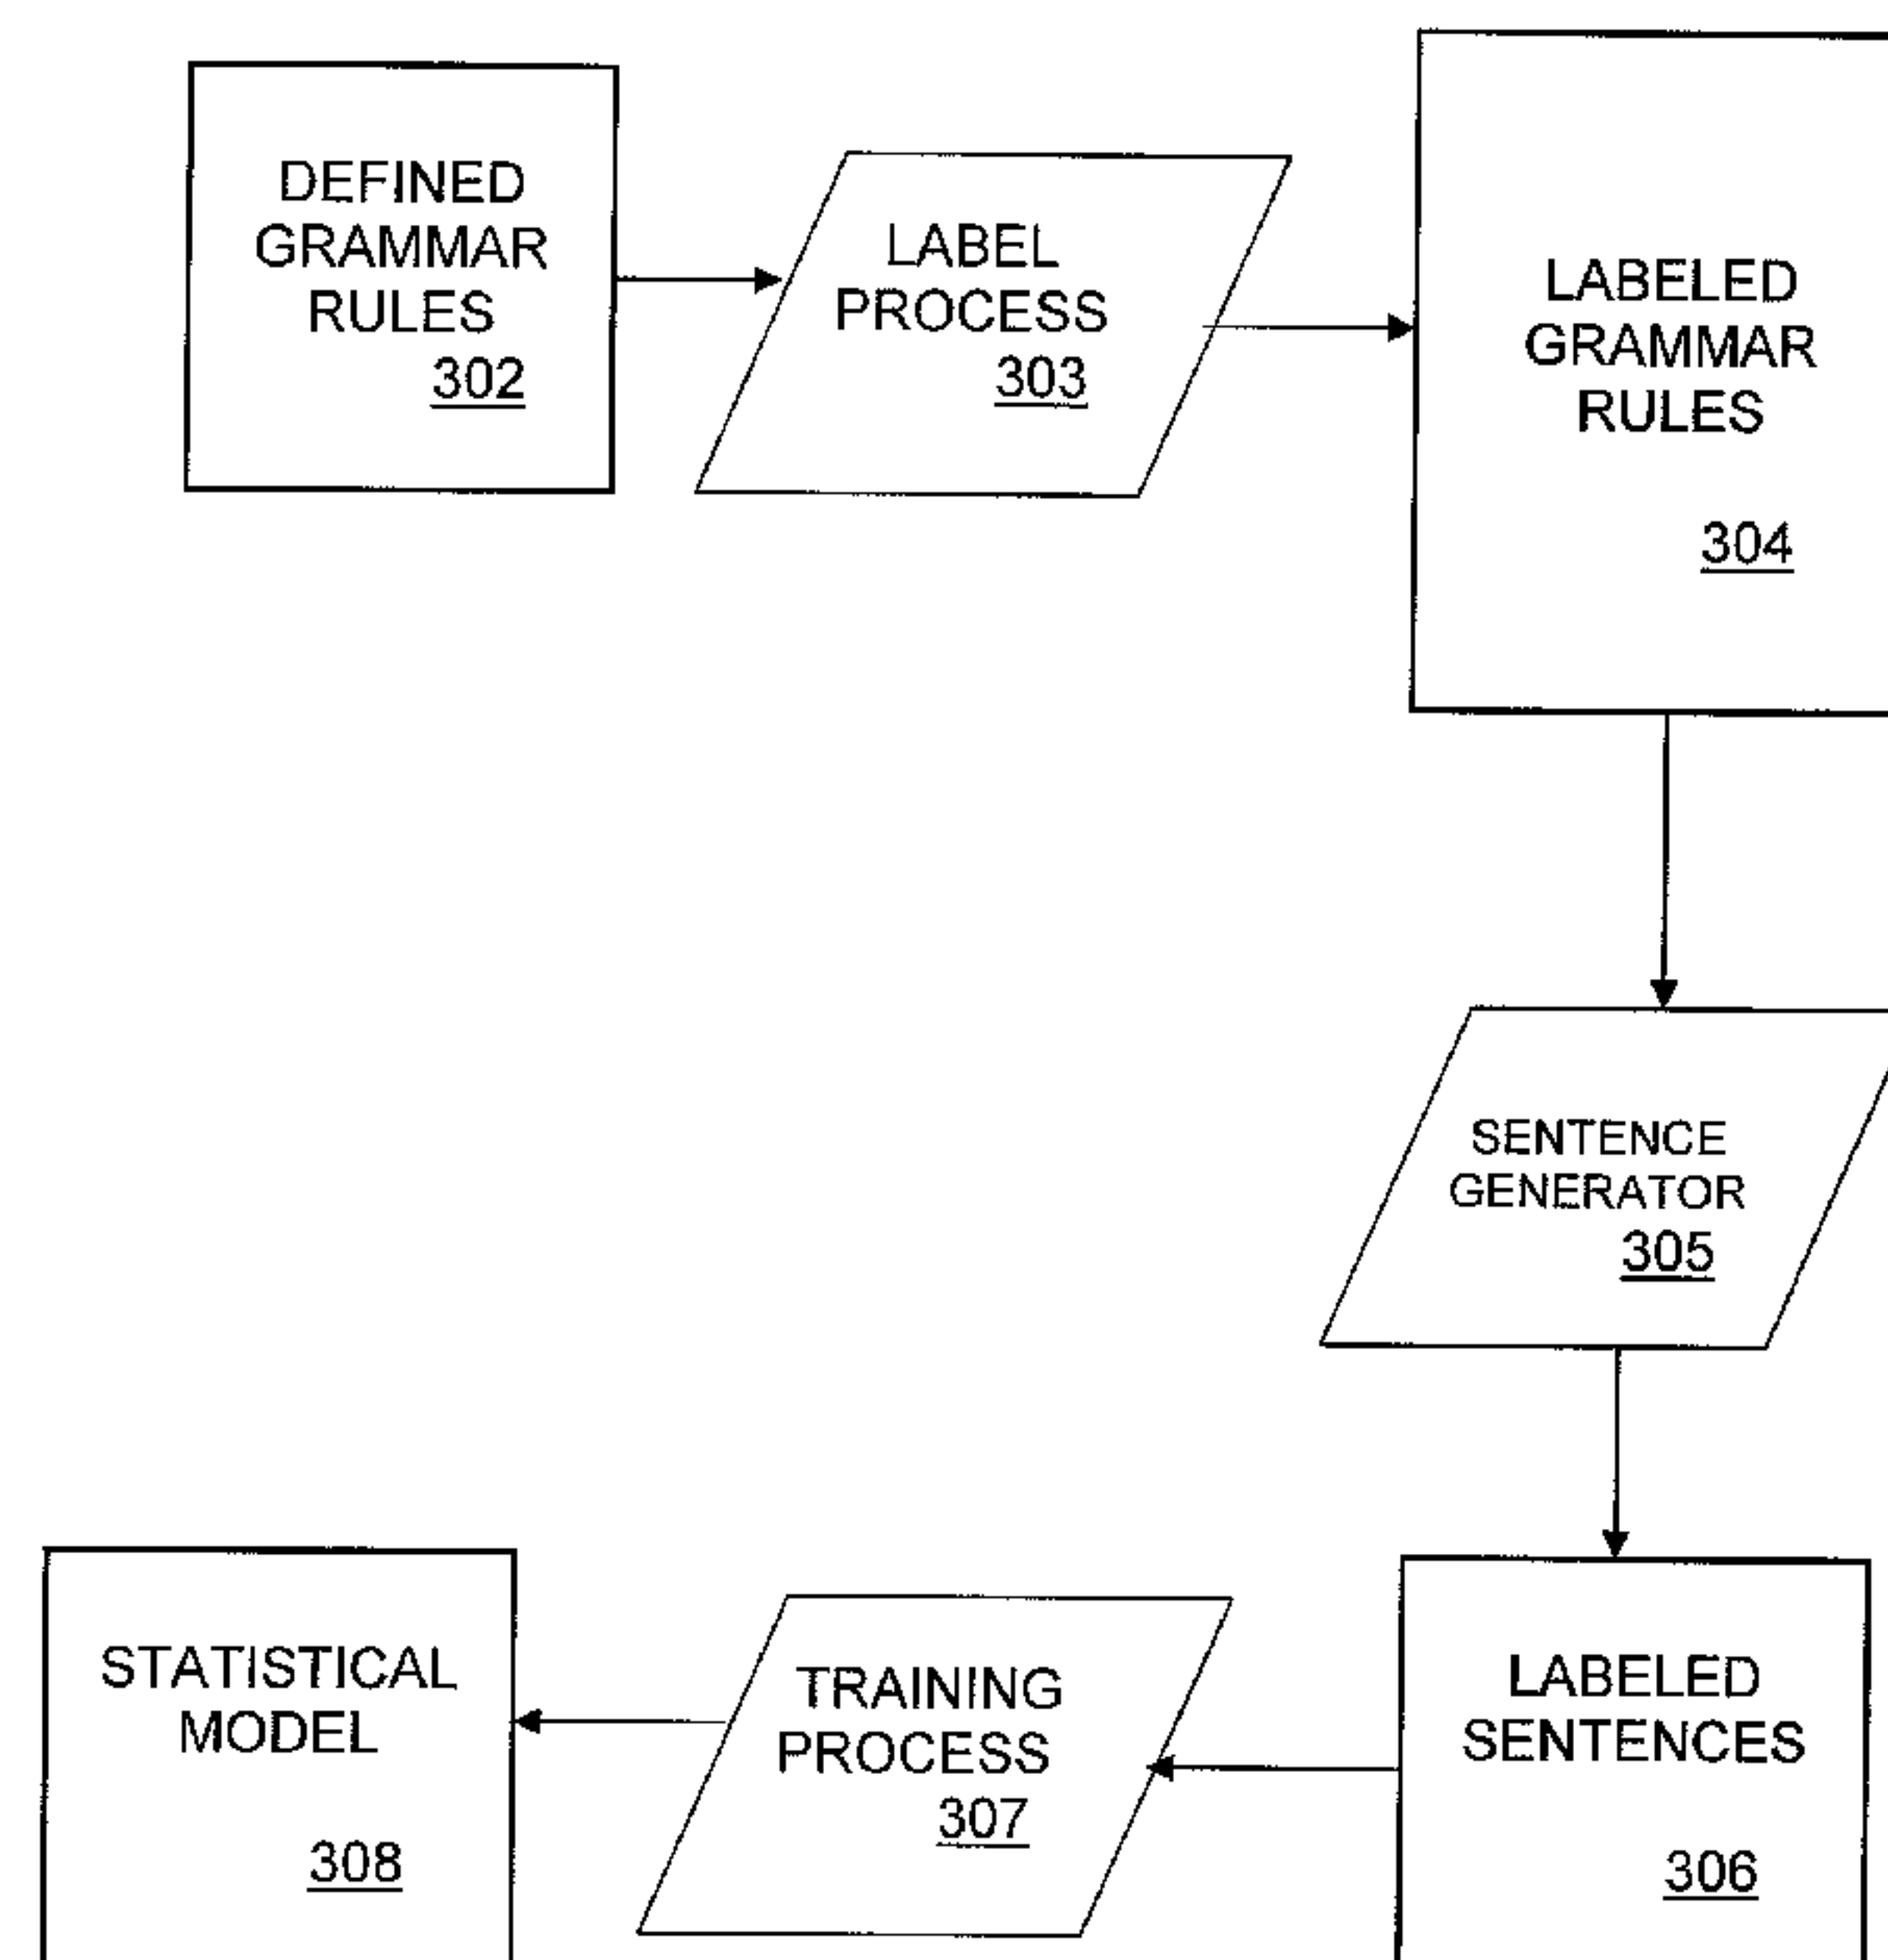 DEFINED
GRAMMAR
RULES
302
LABEL
PROCESS
303
LABELED
GRAMMAR
RULES
304
SENTENCE
GENERATOR
305
LABELED
SENTENCES
306
TRAINING
PROCESS
307
STATISTICAL
MODEL
308